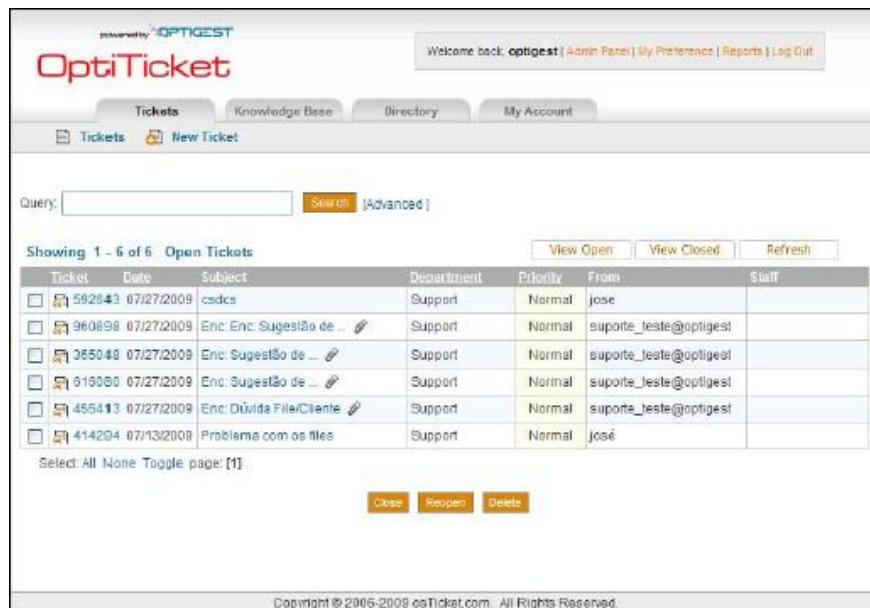 powered by OPTIGEST
OptiTicket
Welcome back, optigest | Admin Panel | My Preference | Reports | Log Out
Tickets Knowledge Base Directory My Account
Tickets New Ticket
Query: Search [Advanced ]
Showing 1 - 6 of 6 Open Tickets View Open View Closed Refresh
Ticket Date Subject Department Priority From Staff
592643 07/27/2009 csdcs Support Normal jose
960898 07/27/2009 Enc: Enc: Sugestão de ... Support Normal suporte_teste@optigest
365048 07/27/2009 Enc: Sugestão de ... Support Normal suporte_teste@optigest
616080 07/27/2009 Enc: Sugestão de ... Support Normal suporte_teste@optigest
455413 07/27/2009 Enc: Dúvida File/Cliente Support Normal suporte_teste@optigest
414294 07/13/2009 Problema com os files Support Normal josé
Select: All None Toggle page: [1]
Close Reopen Delete
Copyright © 2006-2009 osTicket.com. All Rights Reserved.